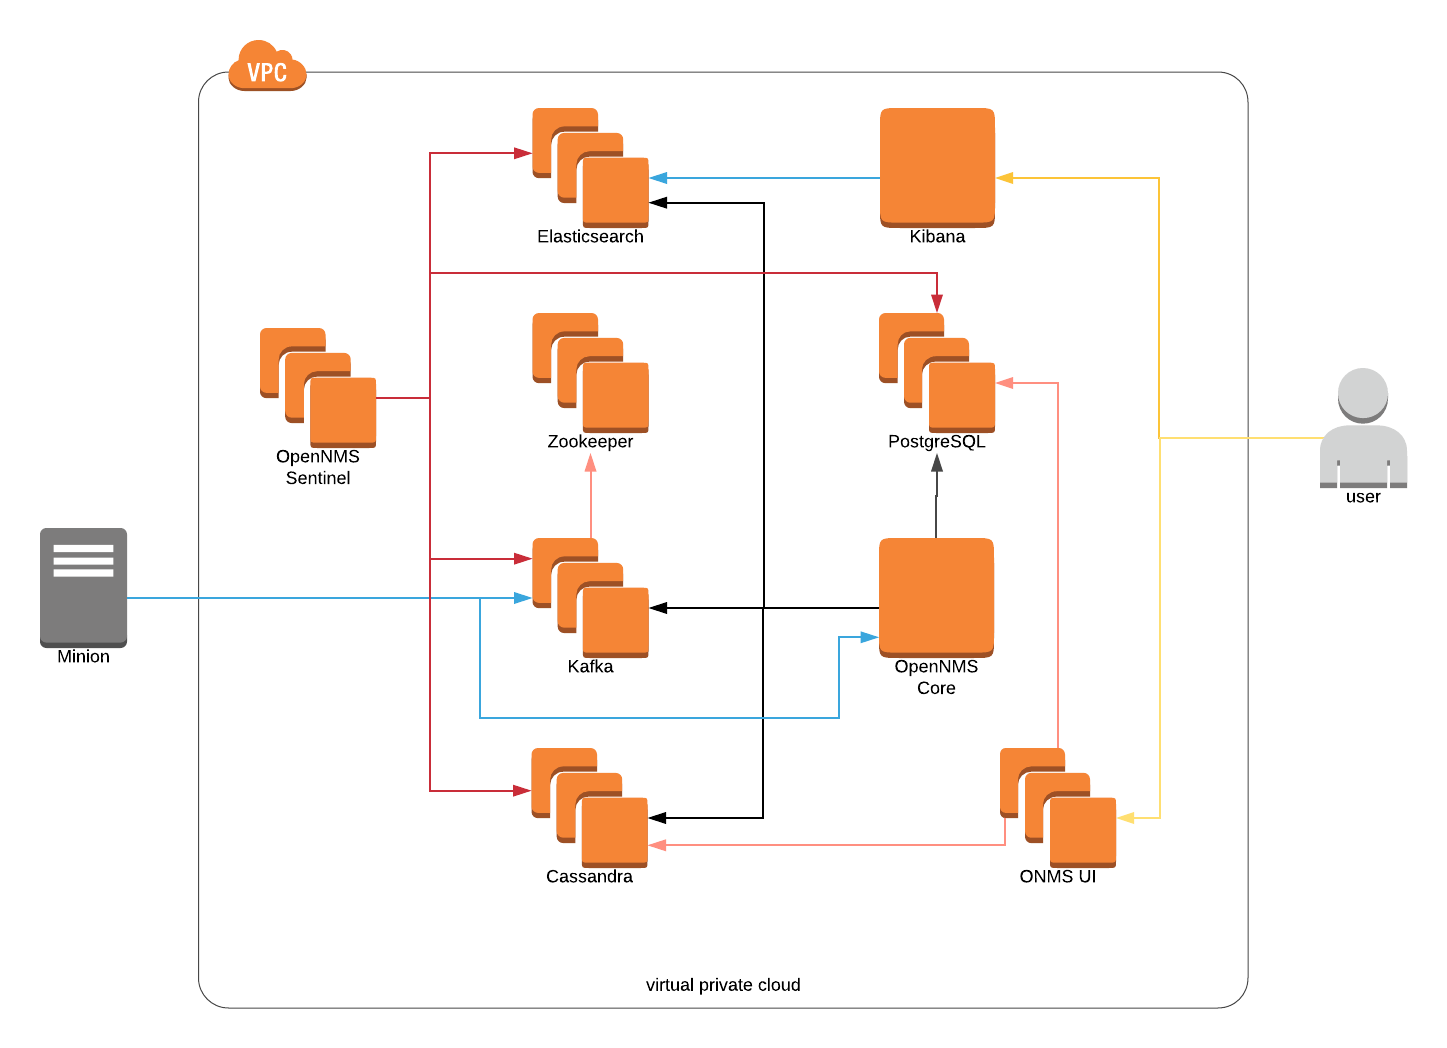 VPC
Elasticsearch
Kibana
Zookeeper
PostgreSQL
OpenNMS
Sentinel
user
Minion
Kafka
OpenNMS
Core
Cassandra
ONMS UI
virtual private cloud